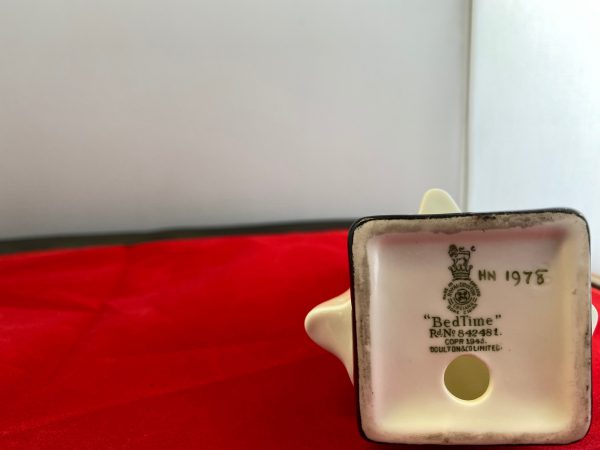 HN 1978
"BedTime"
Rd. No 842481.
COPR 1945.
DOULTON & CO LIMITED